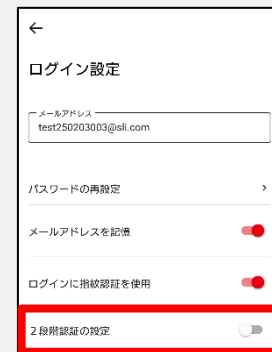 ログイン設定
メールアドレス
test250203003@sli.com
パスワードの再設定
メールアドレスを記憶
ログインに指紋認証を使用
２段階認証の設定